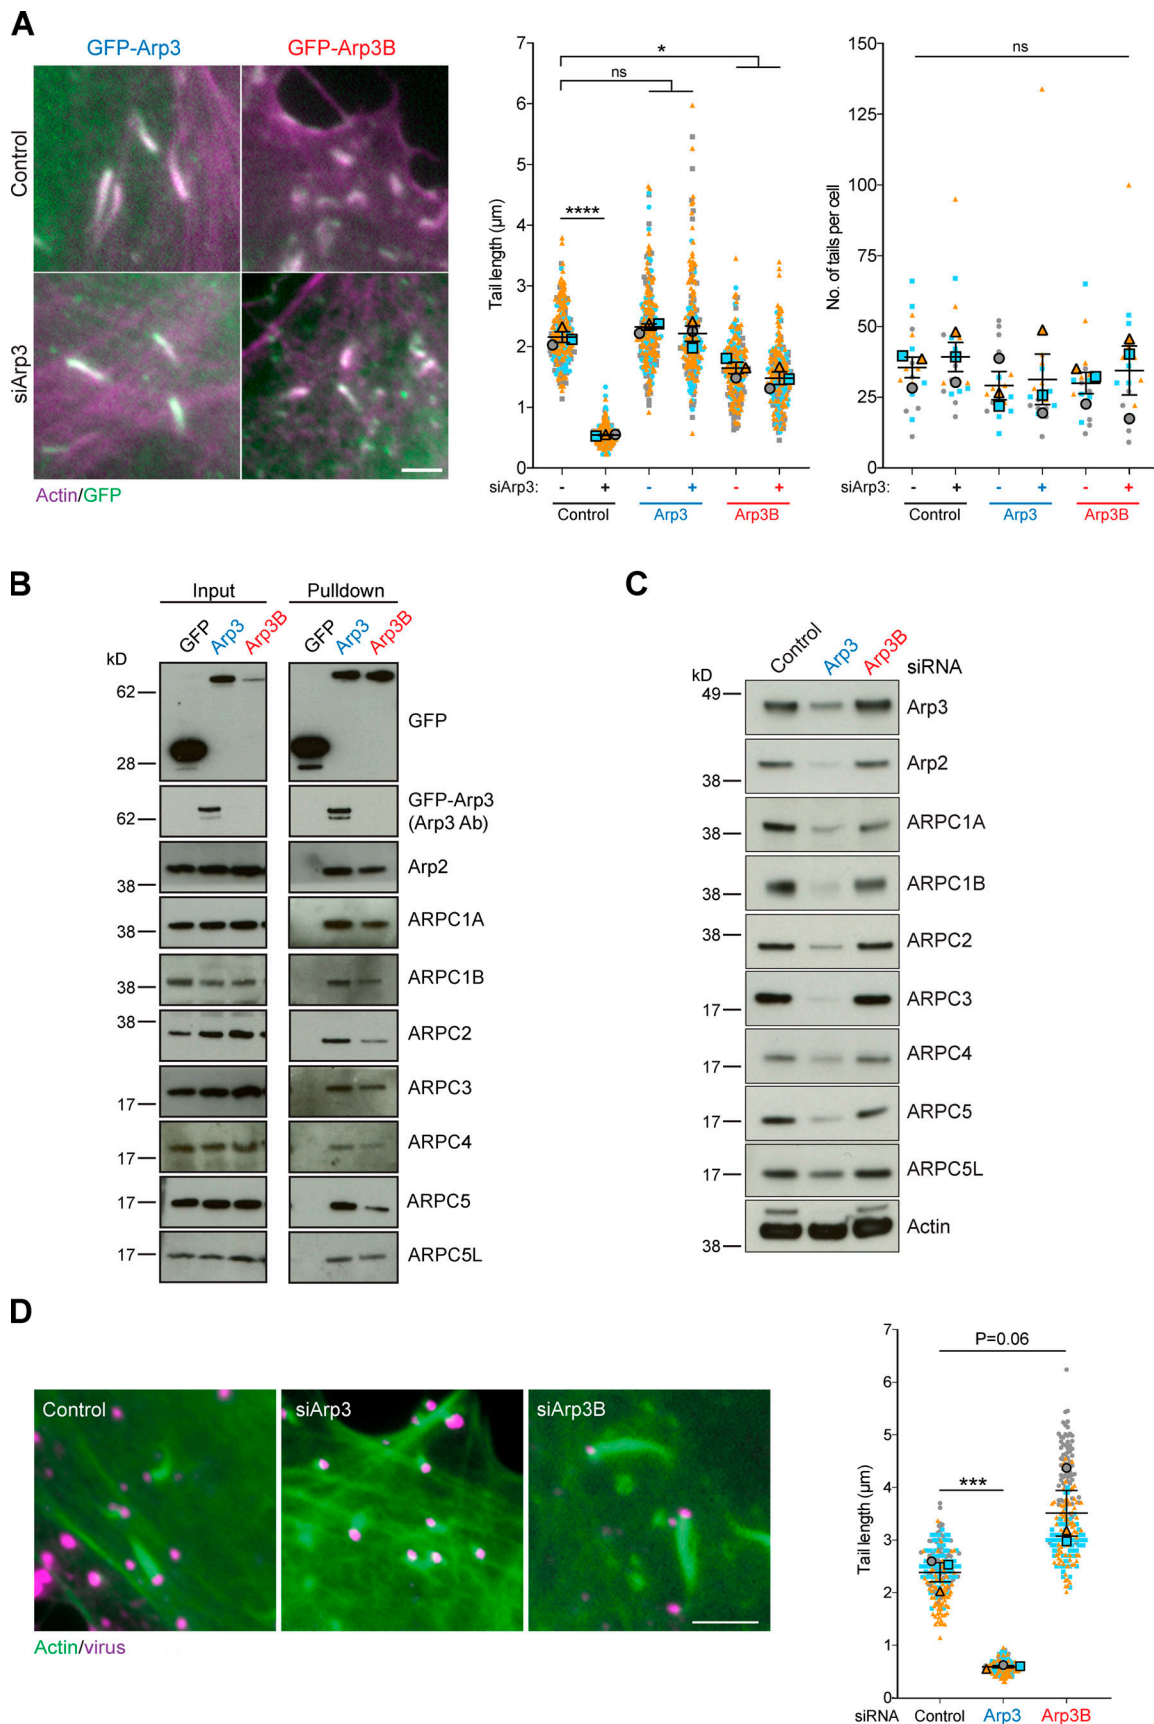 A
GFP-Arp3
GFP-Arp3B
Control
siArp3
Actin/GFP
Tail length (µm)
7
6
5
4
3
2
1
0
*
ns
****
siArp3: - + - + - +
Control Arp3 Arp3B
No. of tails per cell
150
125
100
75
50
25
0
ns
siArp3: - + - + - +
Control Arp3 Arp3B
B
Input Pulldown
GFP Arp3 Arp3B GFP Arp3 Arp3B
kD
62
28
GFP
62
GFP-Arp3
(Arp3 Ab)
38
Arp2
38
ARPC1A
38
ARPC1B
38
ARPC2
17
ARPC3
17
ARPC4
17
ARPC5
17
ARPC5L
C
Control Arp3 Arp3B siRNA
kD
49
Arp3
38
Arp2
38
ARPC1A
38
ARPC1B
38
ARPC2
17
ARPC3
17
ARPC4
17
ARPC5
17
ARPC5L
38
Actin
D
Control
siArp3
siArp3B
Actin/virus
Tail length (µm)
7
6
5
4
3
2
1
0
P=0.06
***
siRNA Control Arp3 Arp3B